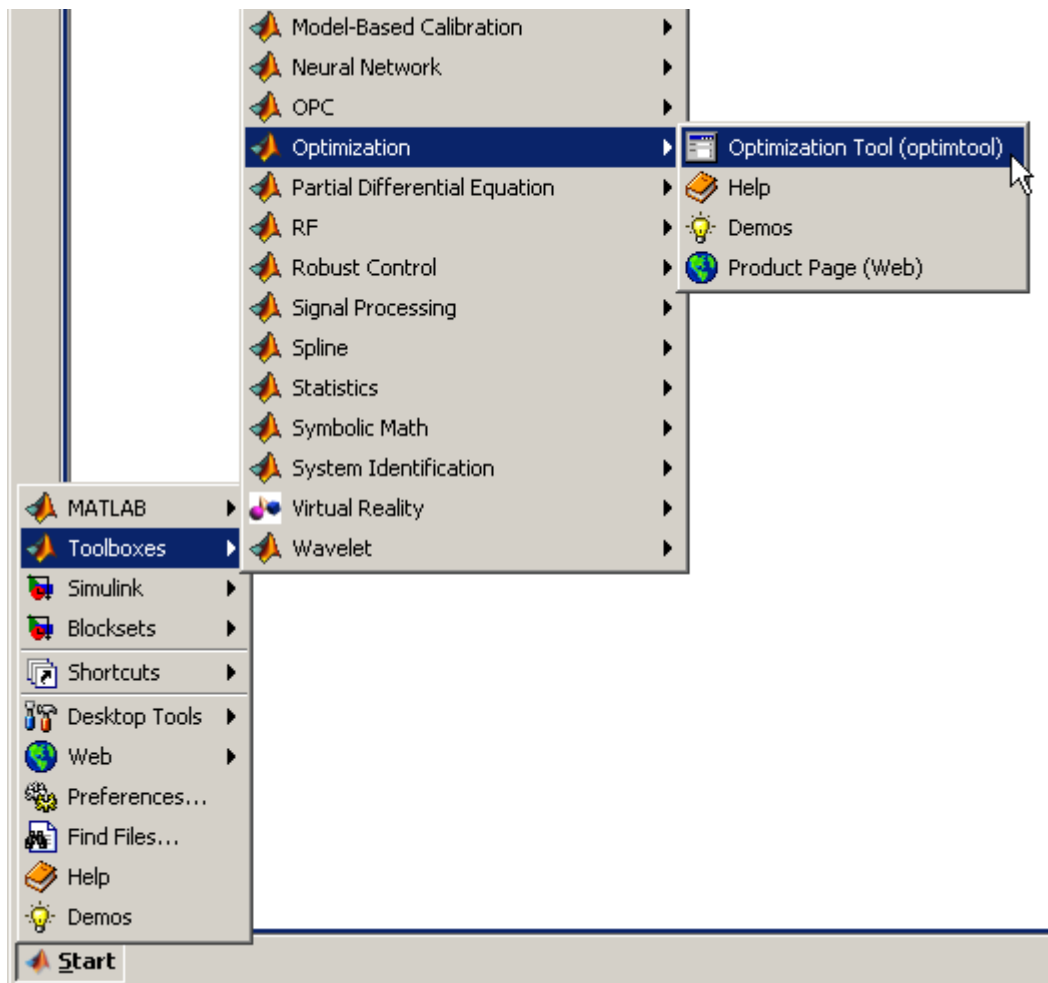 Model-Based Calibration
Neural Network
OPC
Optimization
Partial Differential Equation
RF
Robust Control
Signal Processing
Spline
Statistics
Symbolic Math
System Identification
Virtual Reality
Wavelet
Optimization Tool (optimtool)
Help
Demos
Product Page (Web)
MATLAB
Toolboxes
Simulink
Blocksets
Shortcuts
Desktop Tools
Web
Preferences...
Find Files...
Help
Demos
Start